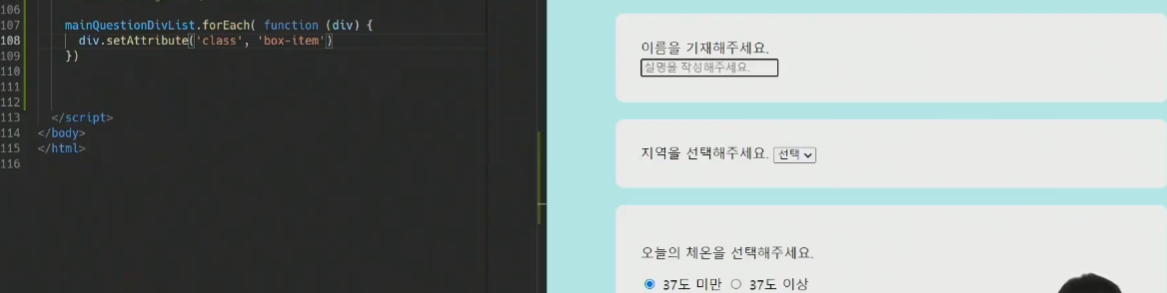 106
107 mainQuestionDivList.forEach( function (div) {
108 div.setAttribute('class', 'box-item')
109 })
110
111
112
113 </script>
114 </body>
115 </html>
116
이름을 기재해주세요.
실명을 작성해주세요.
지역을 선택해주세요. 선택
오늘의 체온을 선택해주세요.
37도 미만 37도 이상